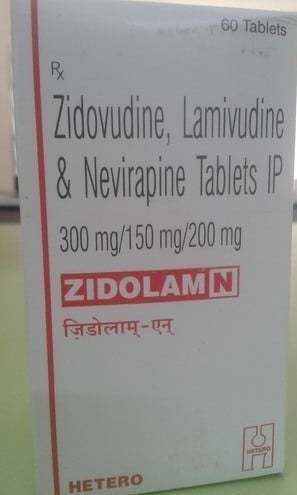 60 Tablets
Rx
Zidovudine, Lamivudine
& Nevirapine Tablets IP
300 mg/150 mg/200 mg
ZIDOLAM N
ज़िडोलाम्-एन्
HETERO
HETERO